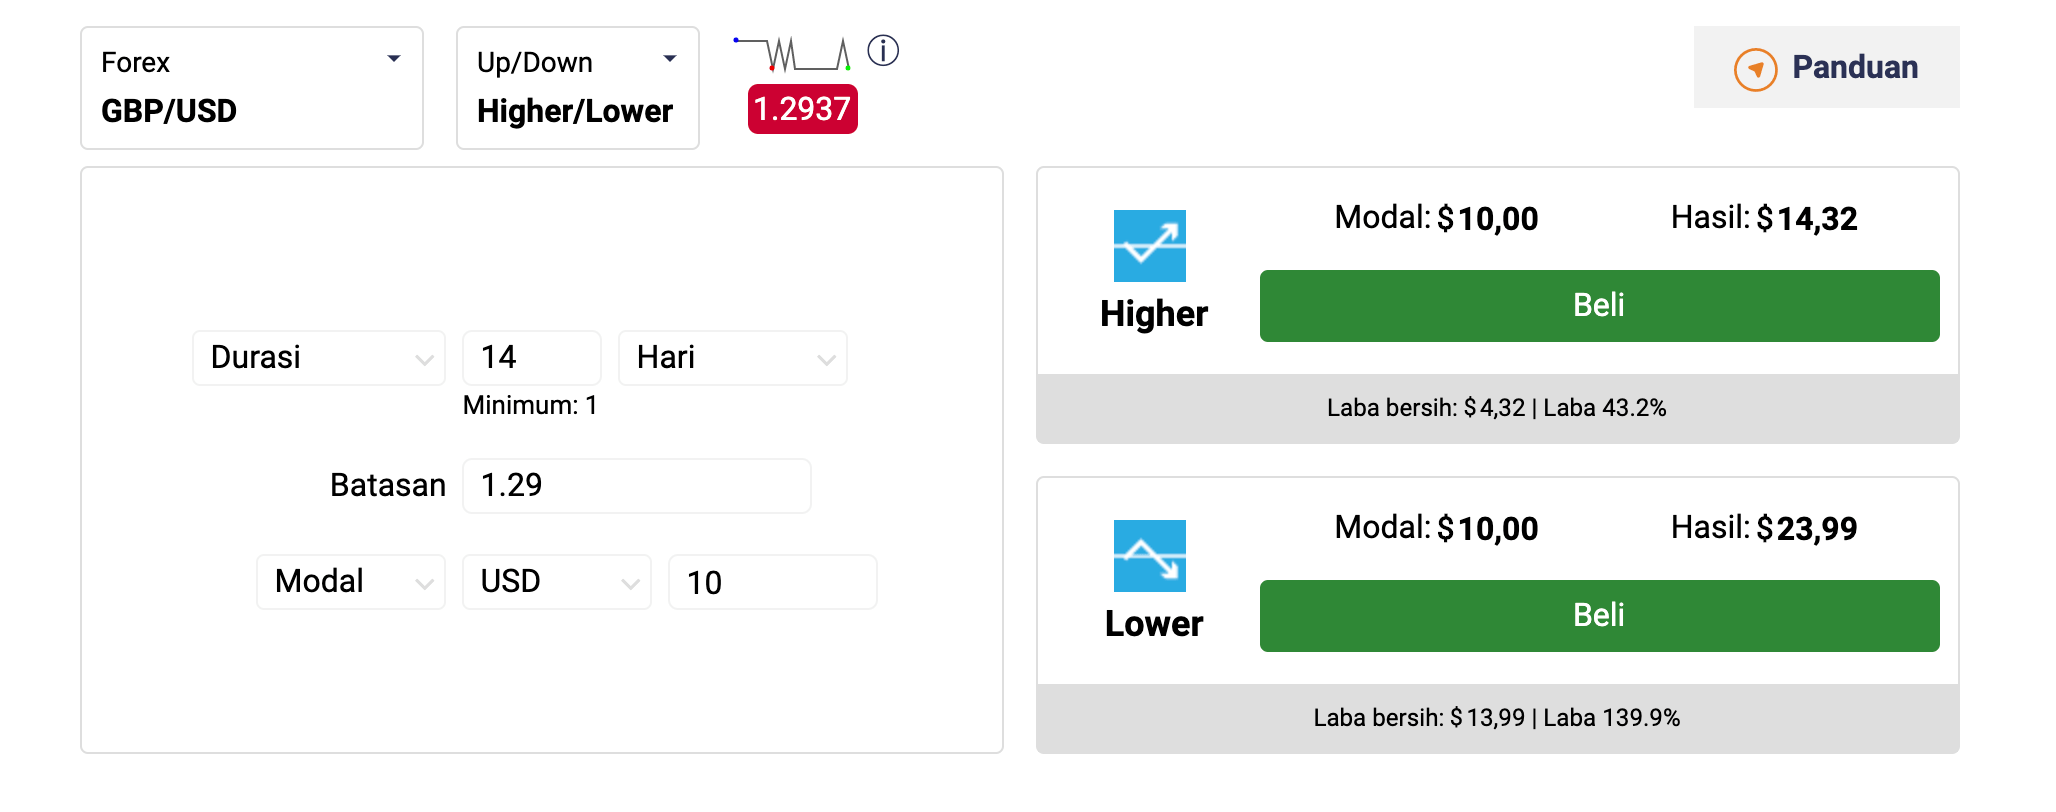 Forex
GBP/USD
Up/Down
Higher/Lower
1.2937
Panduan
Durasi 14 Hari
Minimum: 1
Batasan 1.29
Modal USD 10
Higher
Modal: $10,00 Hasil: $14,32
Beli
Laba bersih: $4,32 | Laba 43.2%
Lower
Modal: $10,00 Hasil: $23,99
Beli
Laba bersih: $13,99 | Laba 139.9%